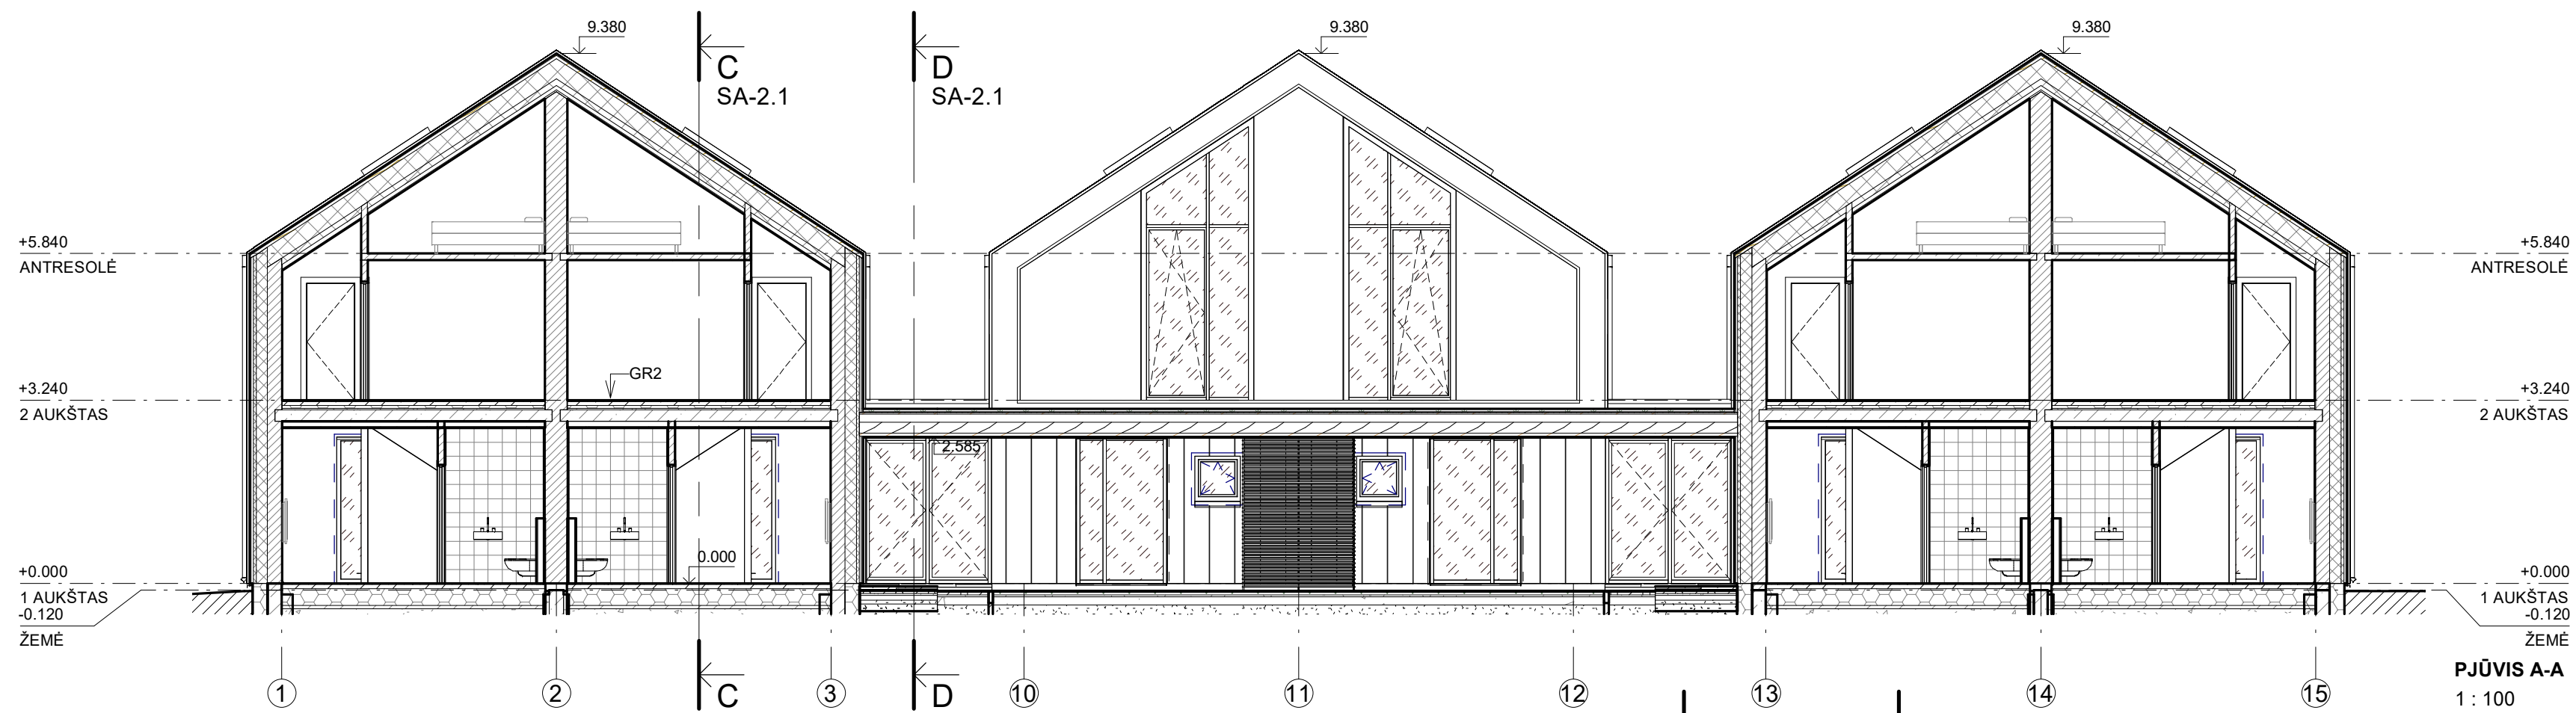 9.380
9.380
9.380
C
SA-2.1
D
SA-2.1
+5.840
ANTRESOLĖ
+5.840
ANTRESOLĖ
+3.240
2 AUKŠTAS
GR2
+3.240
2 AUKŠTAS
2.585
+0.000
1 AUKŠTAS
-0.120
ŽEMĖ
0.000
+0.000
1 AUKŠTAS
-0.120
ŽEMĖ
1
2
3
10
11
12
13
14
15
C
D
PJŪVIS A-A
1 : 100